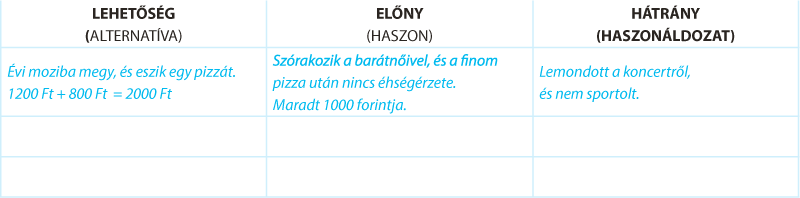 LEHETŐSÉG
(ALTERNATÍVA)
ELŐNY
(HASZON)
HÁTRÁNY
(HASZONÁLDOZAT)
Évi moziba megy, és eszik egy pizzát.
1200 Ft + 800 Ft = 2000 Ft
Szórakozik a barátnőivel, és a finom
pizza után nincs éhségérzete.
Maradt 1000 forintja.
Lemondott a koncertről,
és nem sportolt.